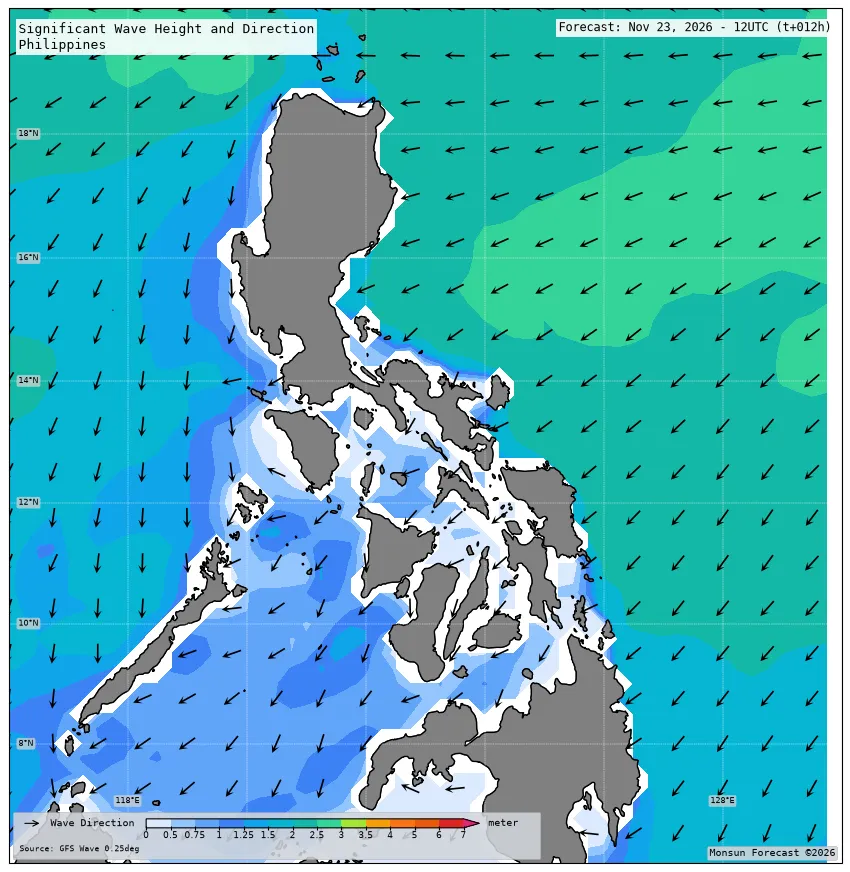 Significant Wave Height and Direction
Philippines
Forecast: Nov 23, 2026 - 12UTC (t+012h)
18°N
16°N
14°N
12°N
10°N
8°N
118°E
128°E
Wave Direction
0 0.5 0.75 1 1.25 1.5 2 2.5 3 3.5 4 5 6 7
meter
Source: GFS Wave 0.25deg
Monsun Forecast ©2026